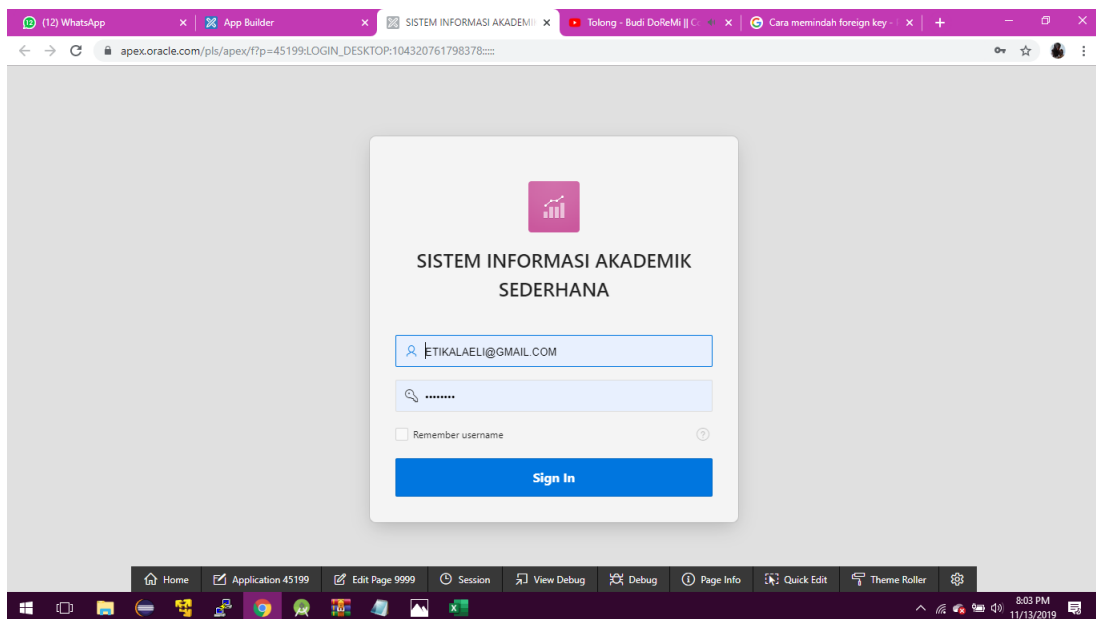 (12) WhatsApp
App Builder
SISTEM INFORMASI AKADEMI
Tolong - Budi DoReMi || C
Cara memindah foreign key -
apex.oracle.com/pls/apex/f?p=45199:LOGIN_DESKTOP:104320761798378:::::
SISTEM INFORMASI AKADEMIK
SEDERHANA
ETIKALAELI@GMAIL.COM
••••••••
Remember username
Sign In
Home Application 45199 Edit Page 9999 Session View Debug Debug Page Info Quick Edit Theme Roller
8:03 PM
11/13/2019